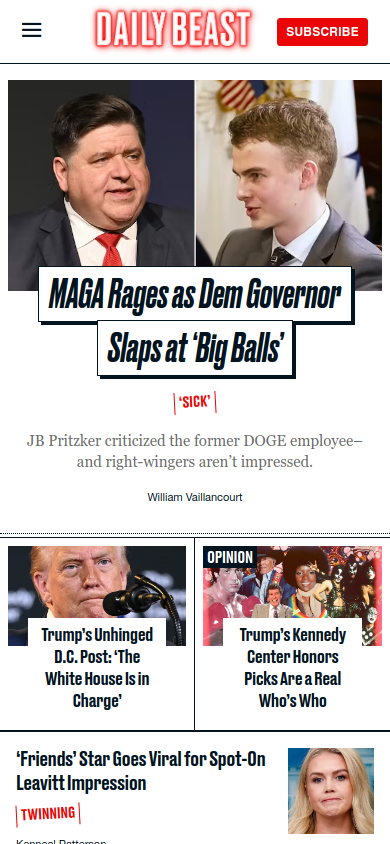 DAILY BEAST
SUBSCRIBE
MAGA Rages as Dem Governor
Slaps at ‘Big Balls’
‘SICK’
JB Pritzker criticized the former DOGE employee–
and right-wingers aren’t impressed.
William Vaillancourt
Trump’s Unhinged
D.C. Post: ‘The
White House Is in
Charge’
OPINION
Trump’s Kennedy
Center Honors
Picks Are a Real
Who’s Who
‘Friends’ Star Goes Viral for Spot-On
Leavitt Impression
TWINNING